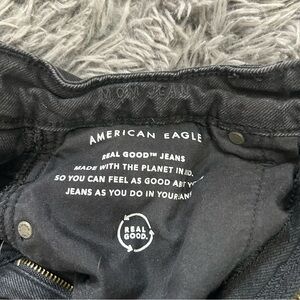 AMERICAN EAGLE
REAL GOOD™ JEANS
MADE WITH THE PLANET IN
SO YOU CAN FEEL AS GOOD
JEANS AS YOU DO IN
REAL
GOOD.